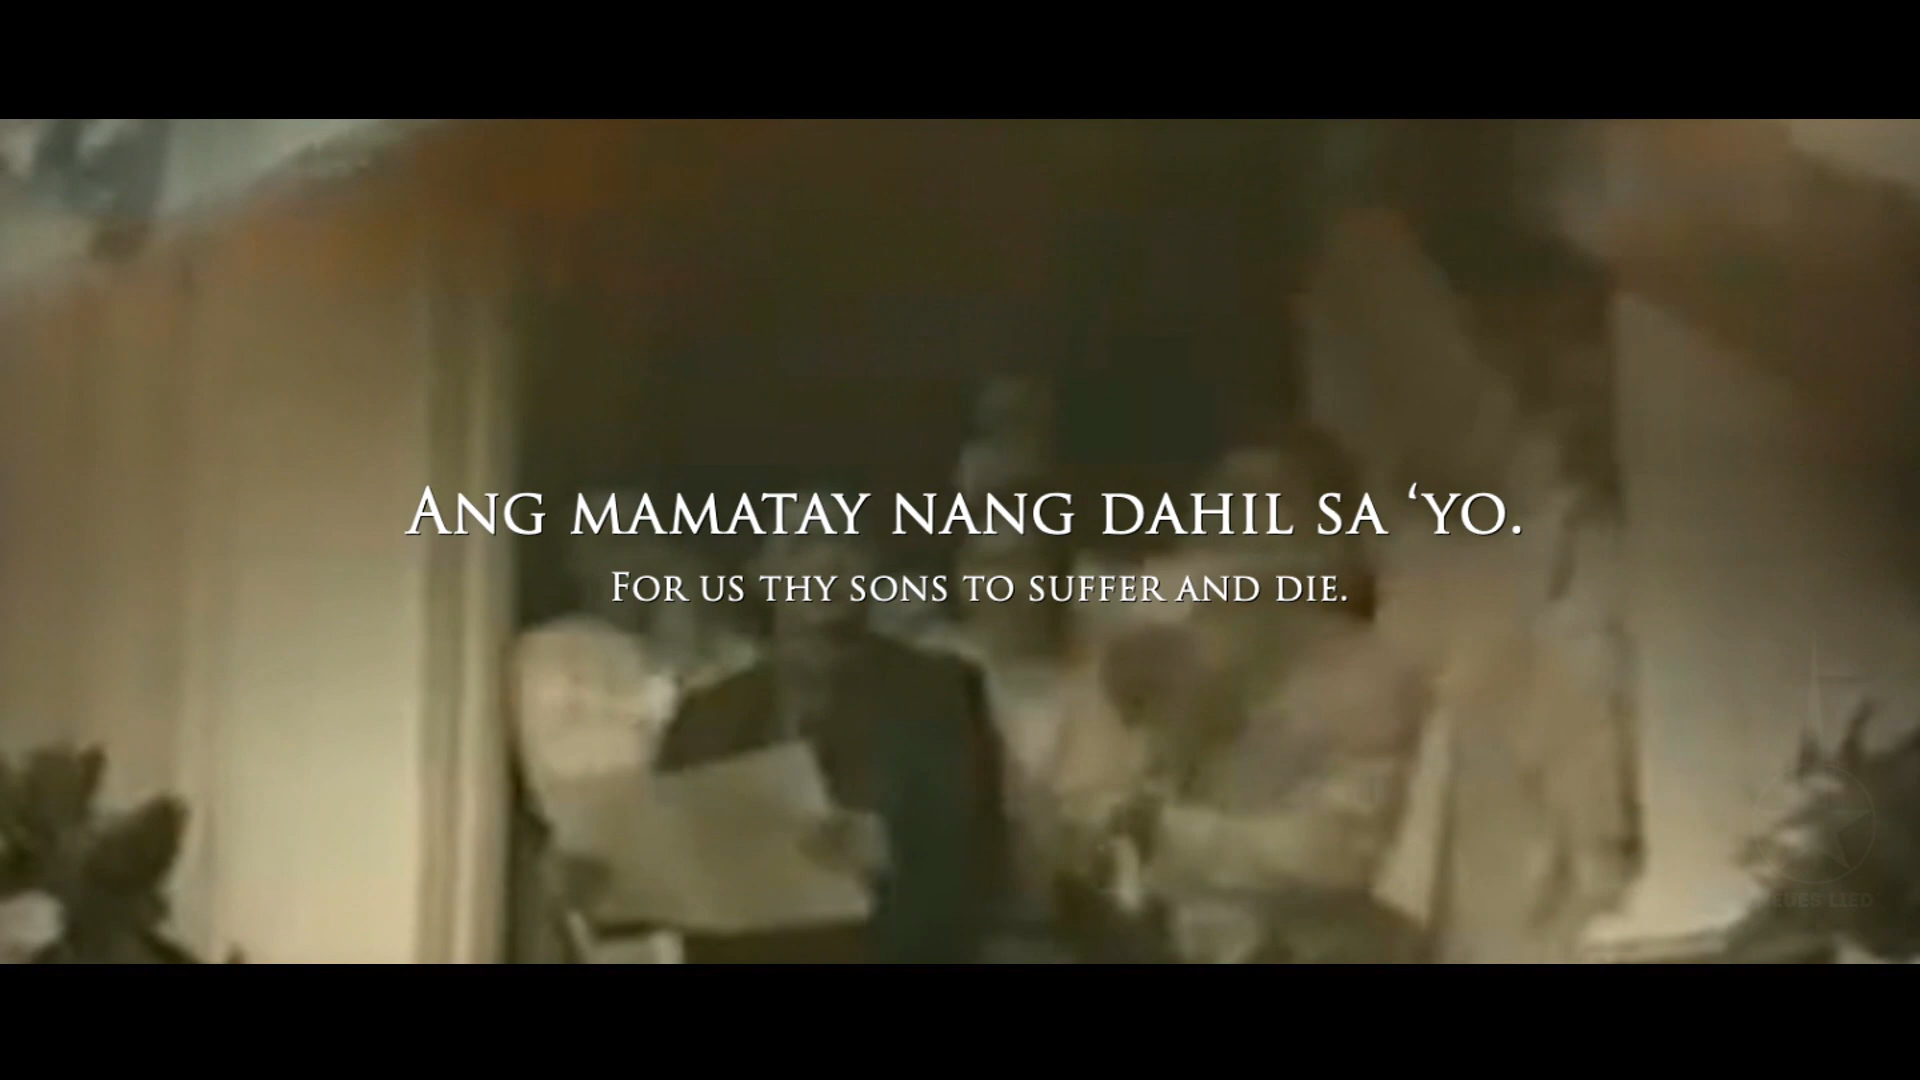 Ang mamatay nang dahil sa ‘yo.
For us thy sons to suffer and die.